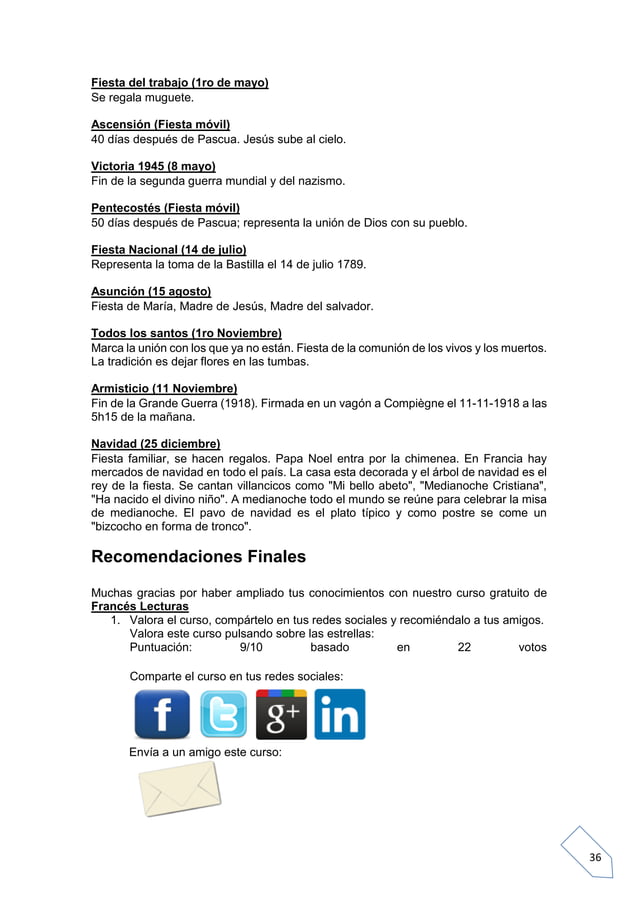 Fiesta del trabajo (1ro de mayo)
Se regala muguete.
Ascensión (Fiesta móvil)
40 días después de Pascua. Jesús sube al cielo.
Victoria 1945 (8 mayo)
Fin de la segunda guerra mundial y del nazismo.
Pentecostés (Fiesta móvil)
50 días después de Pascua; representa la unión de Dios con su pueblo.
Fiesta Nacional (14 de julio)
Representa la toma de la Bastilla el 14 de julio 1789.
Asunción (15 agosto)
Fiesta de María, Madre de Jesús, Madre del salvador.
Todos los santos (1ro Noviembre)
Marca la unión con los que ya no están. Fiesta de la comunión de los vivos y los muertos.
La tradición es dejar flores en las tumbas.
Armisticio (11 Noviembre)
Fin de la Grande Guerra (1918). Firmada en un vagón a Compiègne el 11-11-1918 a las
5h15 de la mañana.
Navidad (25 diciembre)
Fiesta familiar, se hacen regalos. Papa Noel entra por la chimenea. En Francia hay
mercados de navidad en todo el país. La casa esta decorada y el árbol de navidad es el
rey de la fiesta. Se cantan villancicos como "Mi bello abeto", "Medianoche Cristiana",
"Ha nacido el divino niño". A medianoche todo el mundo se reúne para celebrar la misa
de medianoche. El pavo de navidad es el plato típico y como postre se come un
"bizcocho en forma de tronco".
Recomendaciones Finales
Muchas gracias por haber ampliado tus conocimientos con nuestro curso gratuito de
Francés Lecturas
1. Valora el curso, compártelo en tus redes sociales y recomiéndalo a tus amigos.
Valora este curso pulsando sobre las estrellas:
Puntuación: 9/10 basado en 22 votos
Comparte el curso en tus redes sociales:
f t g+ in
Envía a un amigo este curso:
36